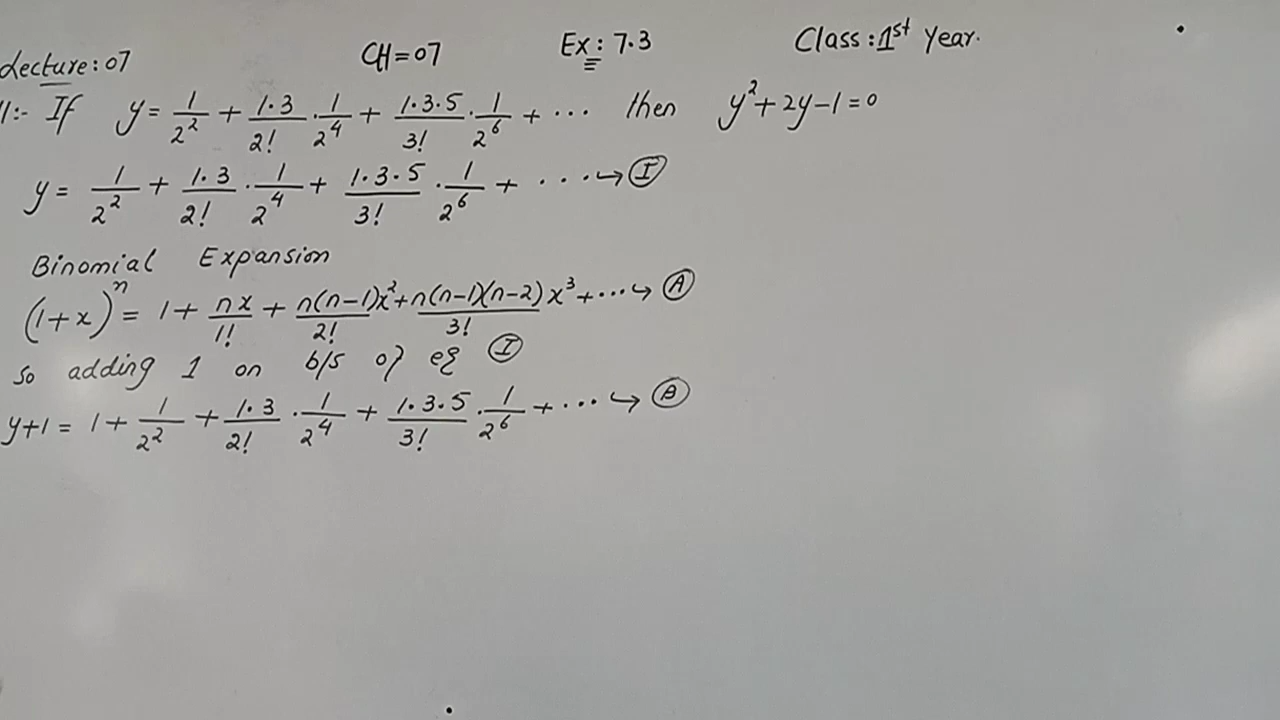 Lecture: 07 CH=07 Ex: 7.3 Class: 1st Year.
11:- If y = 1/2² + 1·3/2! · 1/2⁴ + 1·3·5/3! · 1/2⁶ + ··· then y² + 2y - 1 = 0
y = 1/2² + 1·3/2! · 1/2⁴ + 1·3·5/3! · 1/2⁶ + ··· → Ⓘ
Binomial Expansion
(1+x)ⁿ = 1 + nx/1! + n(n-1)x²/2! + n(n-1)(n-2)/3! x³ + ··· → Ⓐ
So adding 1 on b/s of eq Ⓘ
y+1 = 1 + 1/2² + 1·3/2! · 1/2⁴ + 1·3·5/3! · 1/2⁶ + ··· → Ⓑ